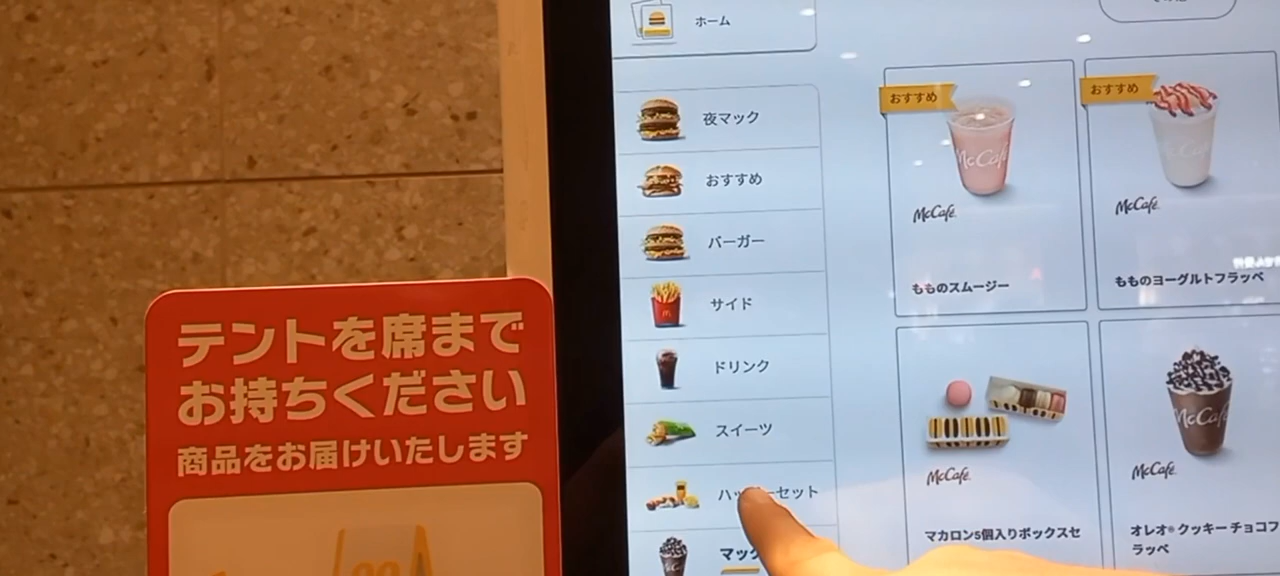 ホーム
夜マック
おすすめ
バーガー
サイド
ドリンク
スイーツ
テントを席まで
お持ちください
商品をお届けいたします
おすすめ
McCafé
McCafé
もものスムージー
おすすめ
McCafé
McCafé
もものヨーグルトフラッペ
McCafé
マカロン5個入りボックスセ
McCafé
McCafé
オレオ®クッキー チョコフ
ラッペ